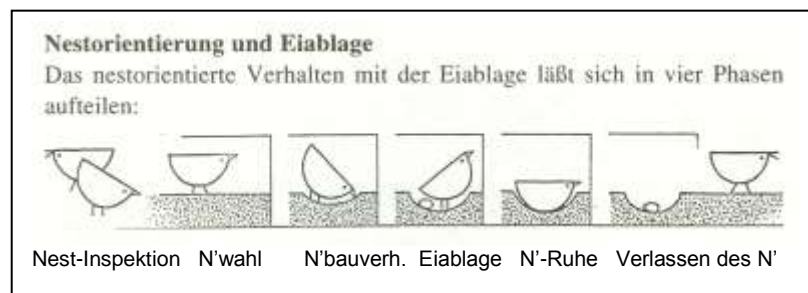 Nestorientierung und Eiablage
Das nestorientierte Verhalten mit der Eiablage läßt sich in vier Phasen
aufteilen:
Nest-Inspektion N'wahl N'bauverh. Eiablage N'-Ruhe Verlassen des N'